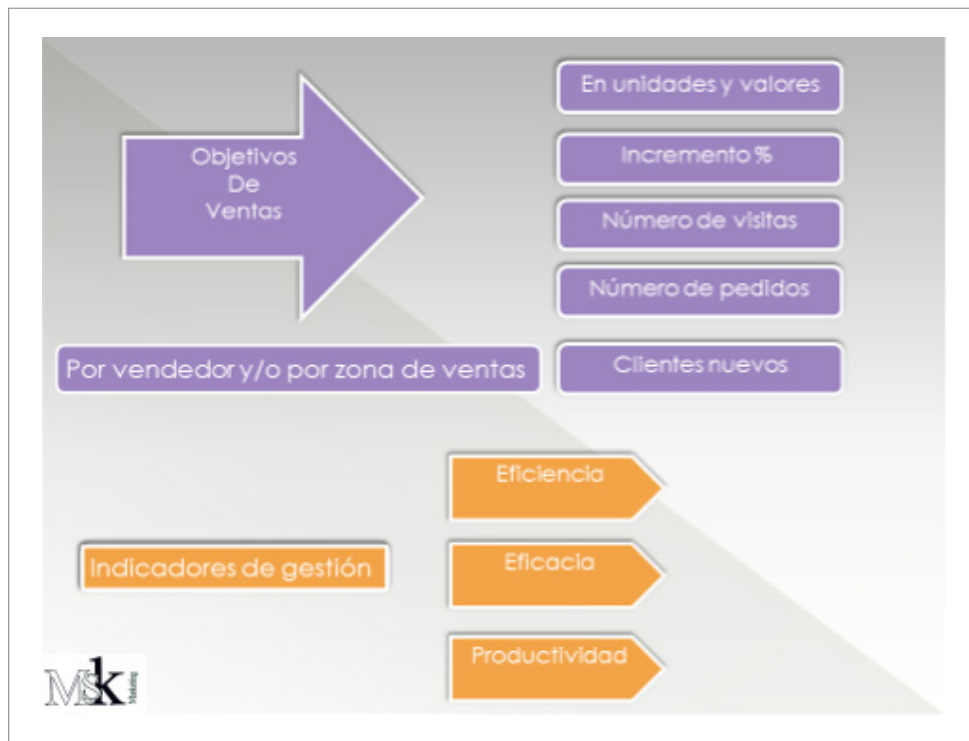 Objetivos
De
Ventas
En unidades y valores
Incremento %
Número de visitas
Número de pedidos
Por vendedor y/o por zona de ventas
Clientes nuevos
Eficiencia
Indicadores de gestión
Eficacia
Productividad
MSk
Marketing